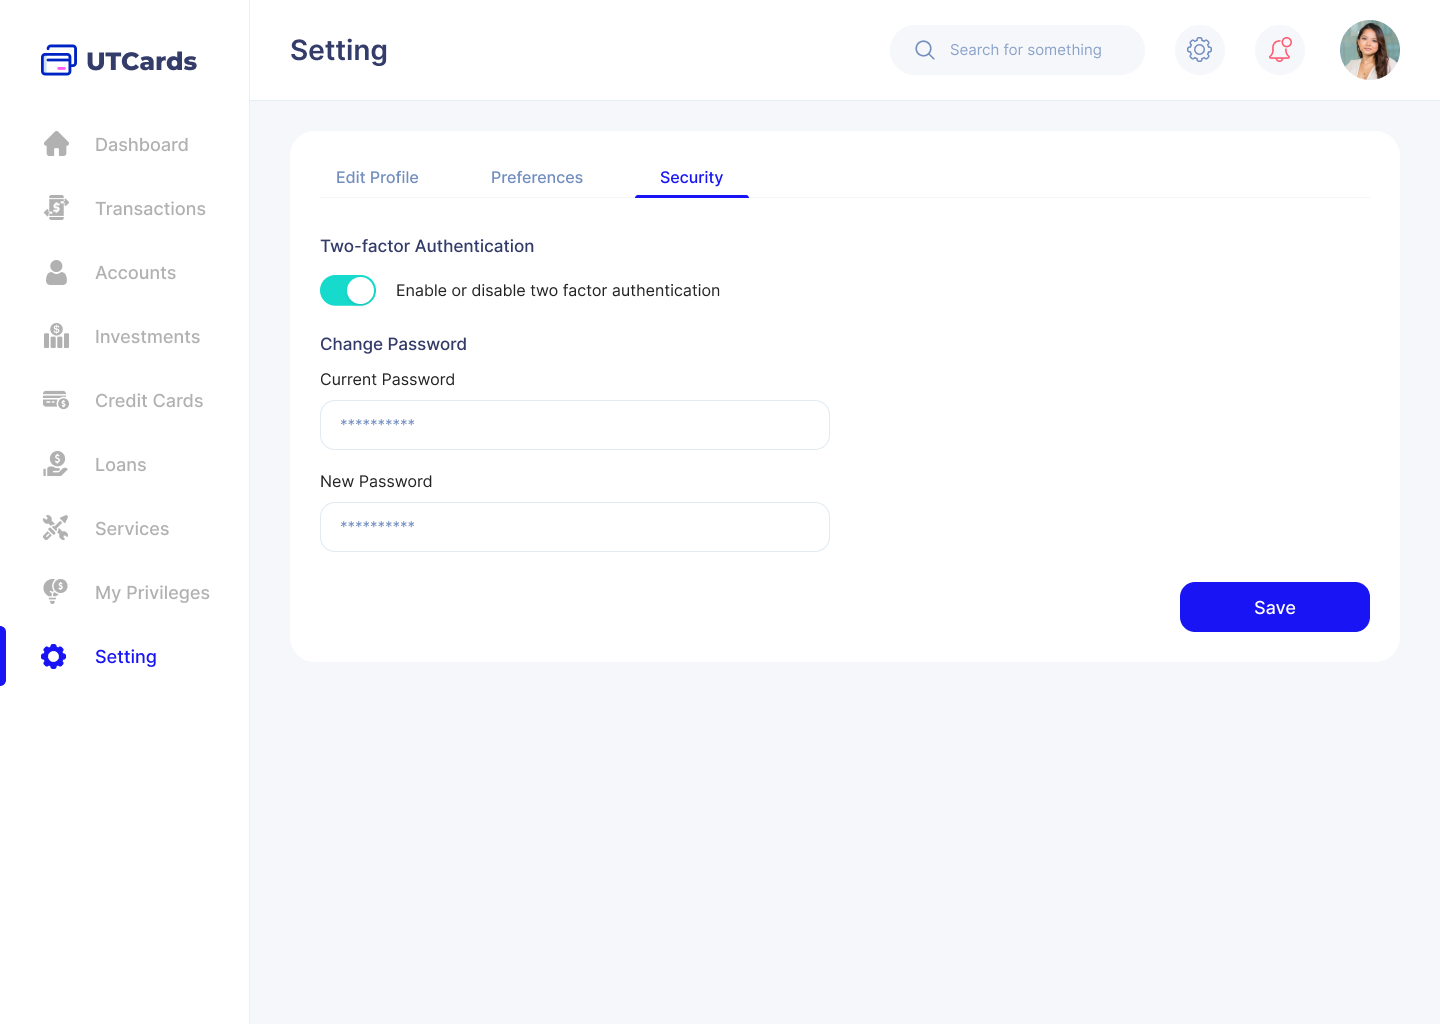 UTCards
Setting
Search for something
Dashboard
Transactions
Accounts
Investments
Credit Cards
Loans
Services
My Privileges
Setting
Edit Profile
Preferences
Security
Two-factor Authentication
Enable or disable two factor authentication
Change Password
Current Password
**********
New Password
**********
Save